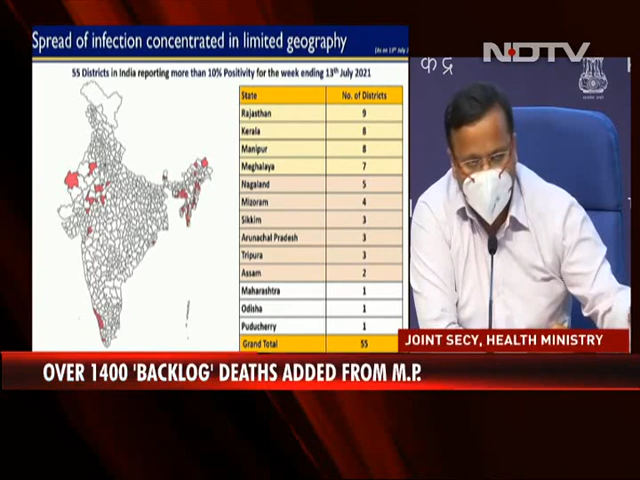 Spread of infection concentrated in limited geography
[As on 13th July
55 Districts in India reporting more than 10% Positivity for the week ending 13th July 2021
State No. of Districts
Rajasthan 9
Kerala 8
Manipur 8
Meghalaya 7
Nagaland 5
Mizoram 4
Sikkim 3
Arunachal Pradesh 3
Tripura 3
Assam 2
Maharashtra 1
Odisha 1
Puducherry 1
Grand Total 55
NDTV
JOINT SECY, HEALTH MINISTRY
OVER 1400 'BACKLOG' DEATHS ADDED FROM M.P.